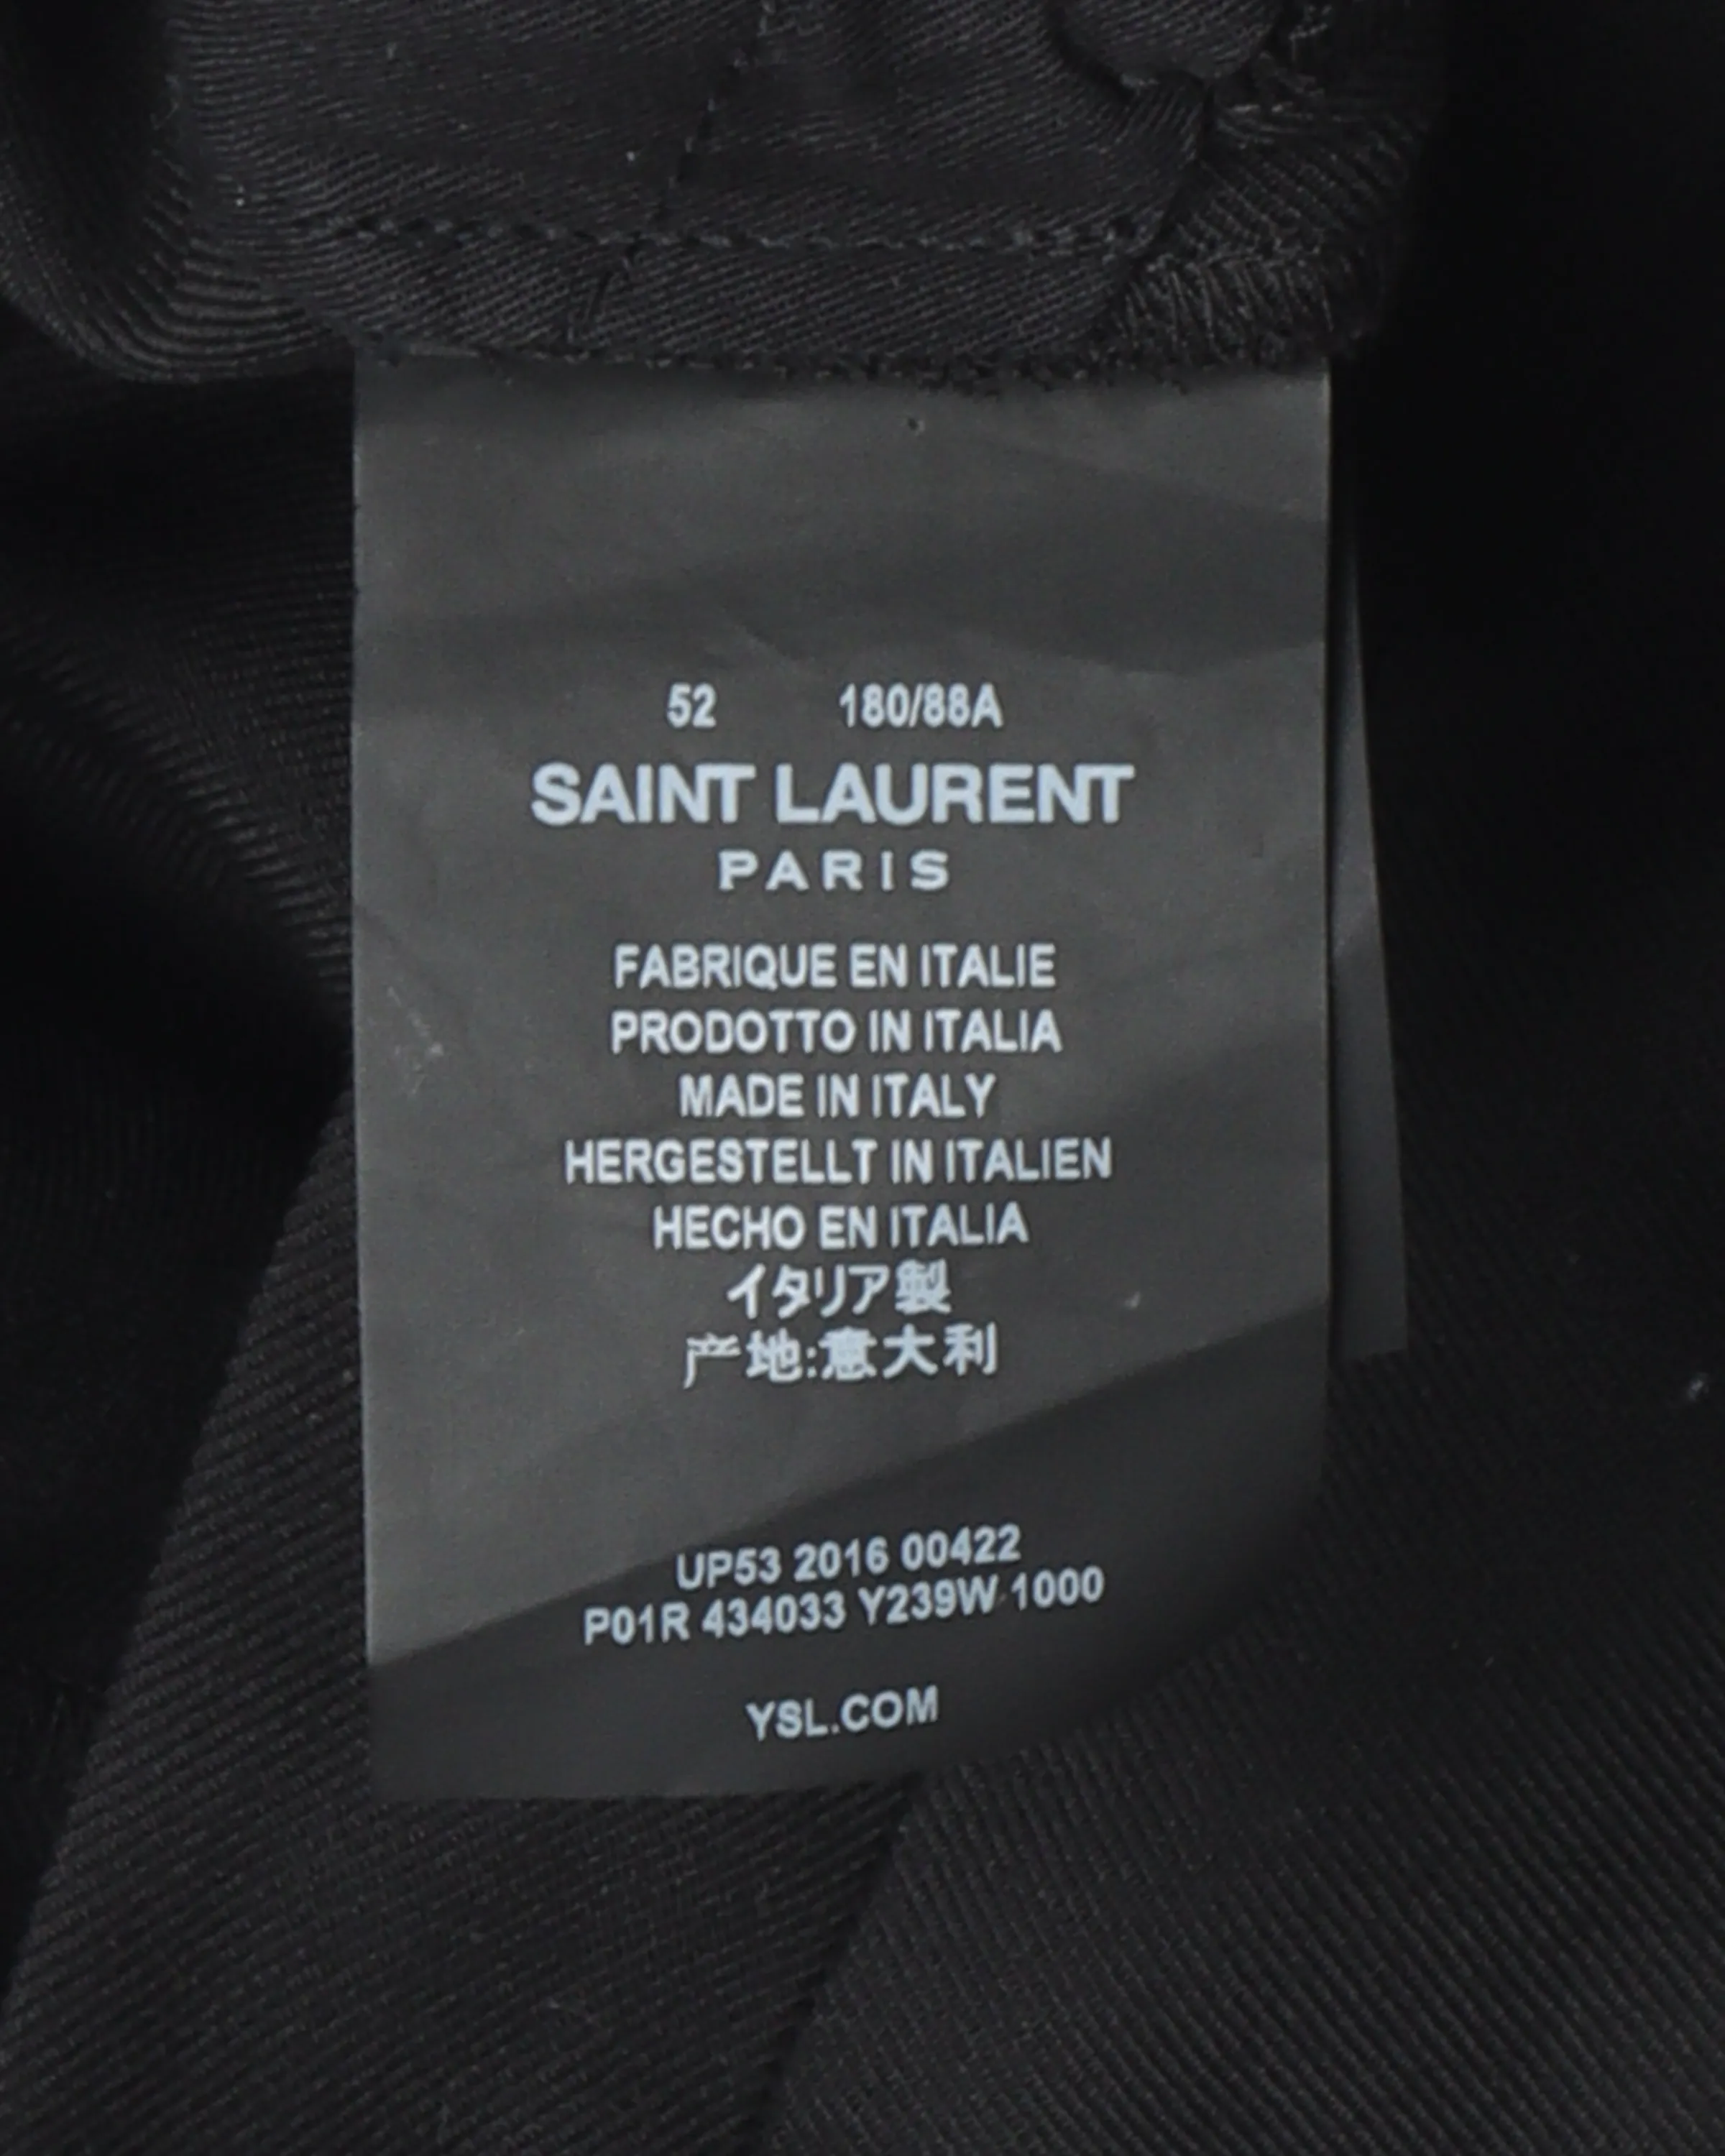 52 180/88A
SAINT LAURENT
PARIS
FABRIQUE EN ITALIE
PRODOTTO IN ITALIA
MADE IN ITALY
HERGESTELLT IN ITALIEN
HECHO EN ITALIA
イタリア製
产地:意大利
UP53 2016 00422
P01R 434033 Y239W 1000
YSL.COM